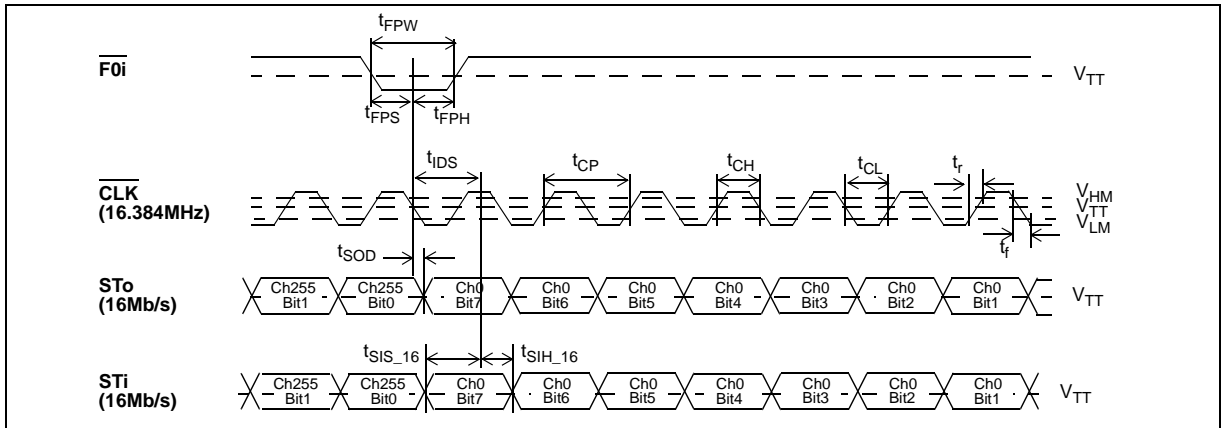 tFPW
F0i
VTT
tFPS tFPH
tIDS tCP tCH tCL tr
CLK
(16.384MHz)
VHM
VTT
VLM
tf
tSOD
STo
(16Mb/s)
Ch255 Bit1 Ch255 Bit0 Ch0 Bit7 Ch0 Bit6 Ch0 Bit5 Ch0 Bit4 Ch0 Bit3 Ch0 Bit2 Ch0 Bit1
VTT
tSIS_16 tSIH_16
STi
(16Mb/s)
Ch255 Bit1 Ch255 Bit0 Ch0 Bit7 Ch0 Bit6 Ch0 Bit5 Ch0 Bit4 Ch0 Bit3 Ch0 Bit2 Ch0 Bit1
VTT